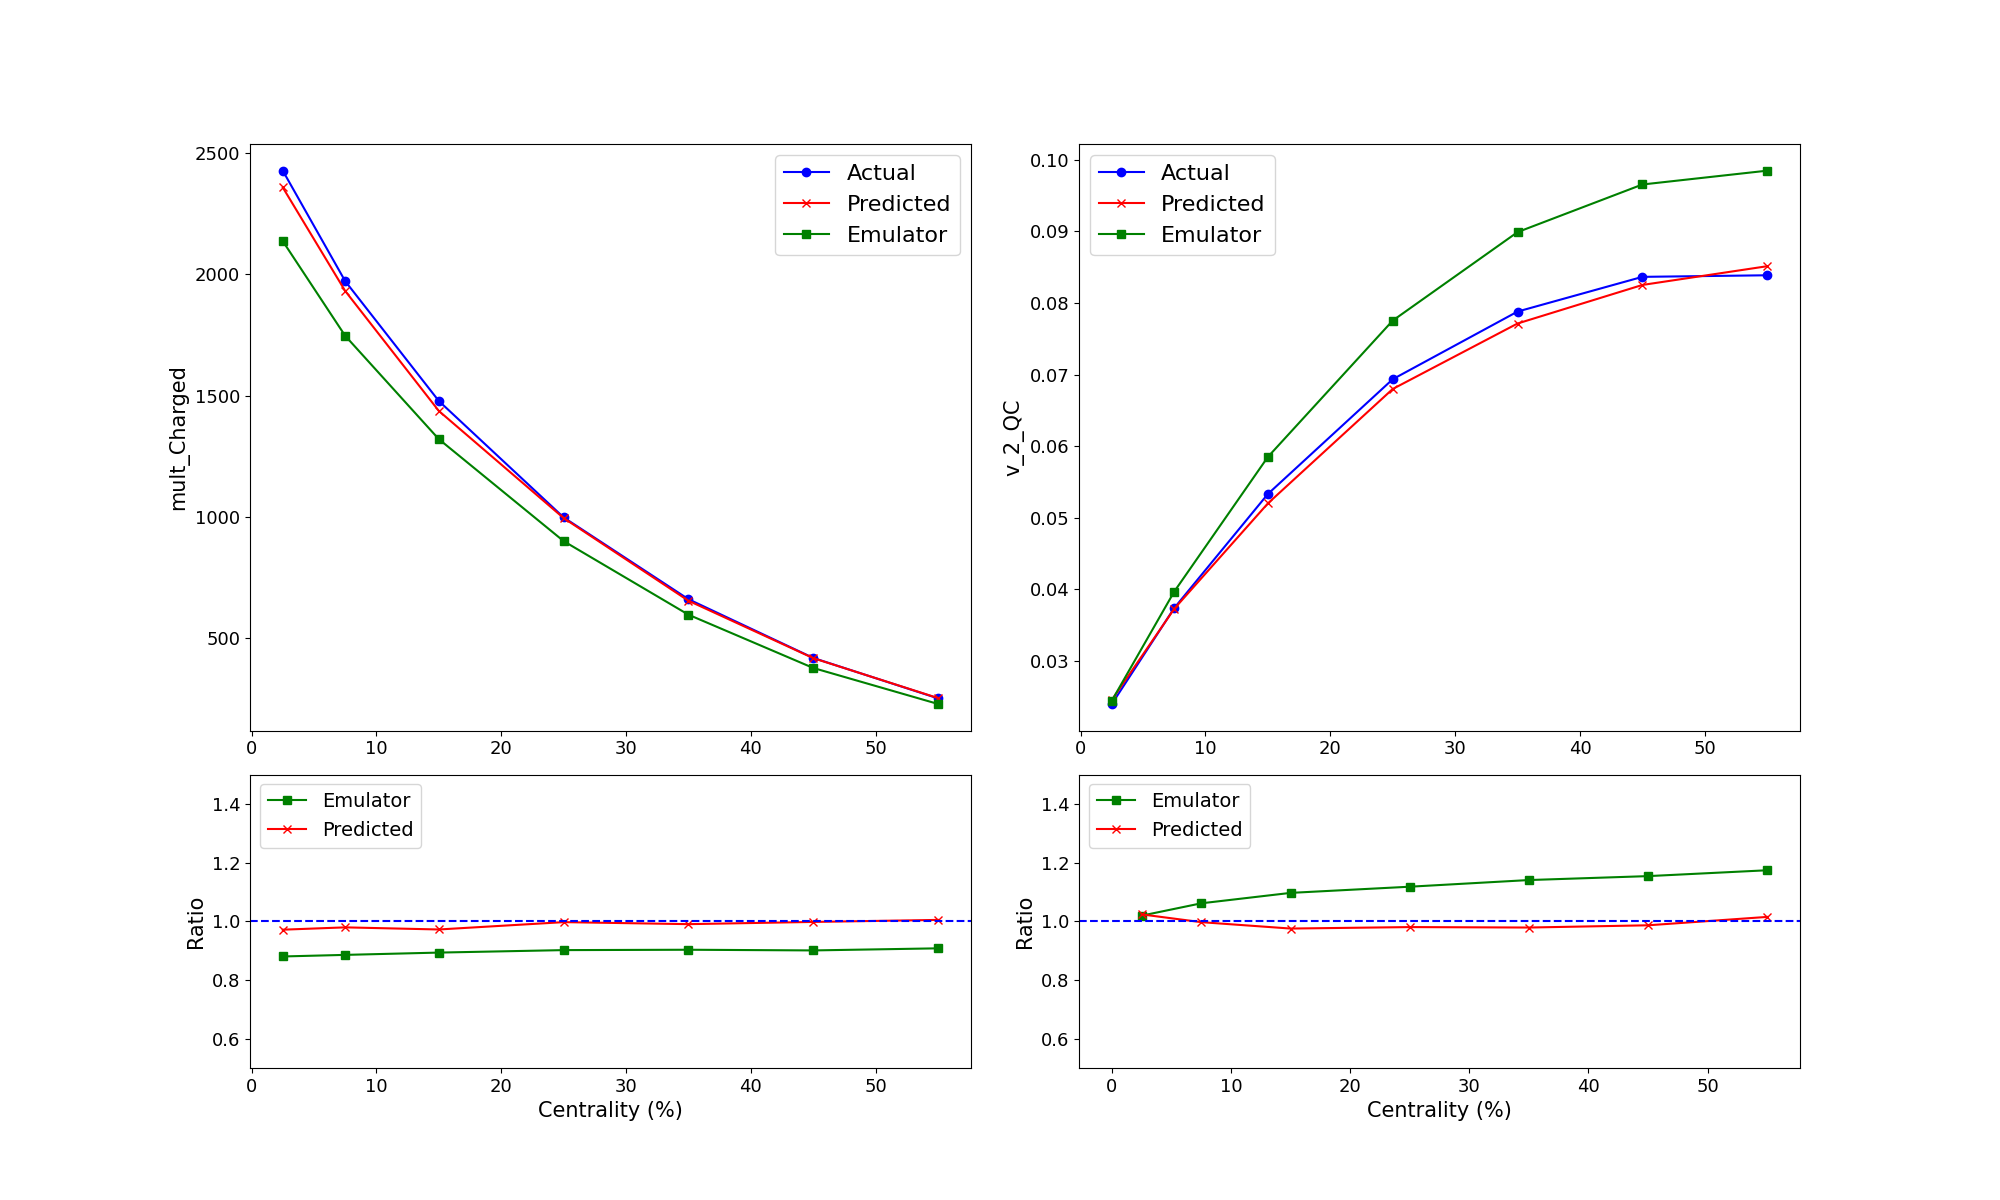 2500
2000
1500
1000
500
mult_Charged
Actual
Predicted
Emulator
0 10 20 30 40 50
0.10
0.09
0.08
0.07
0.06
0.05
0.04
0.03
v_2_QC
Actual
Predicted
Emulator
0 10 20 30 40 50
1.4
1.2
1.0
0.8
0.6
Ratio
Emulator
Predicted
0 10 20 30 40 50
Centrality (%)
1.4
1.2
1.0
0.8
0.6
Ratio
Emulator
Predicted
0 10 20 30 40 50
Centrality (%)